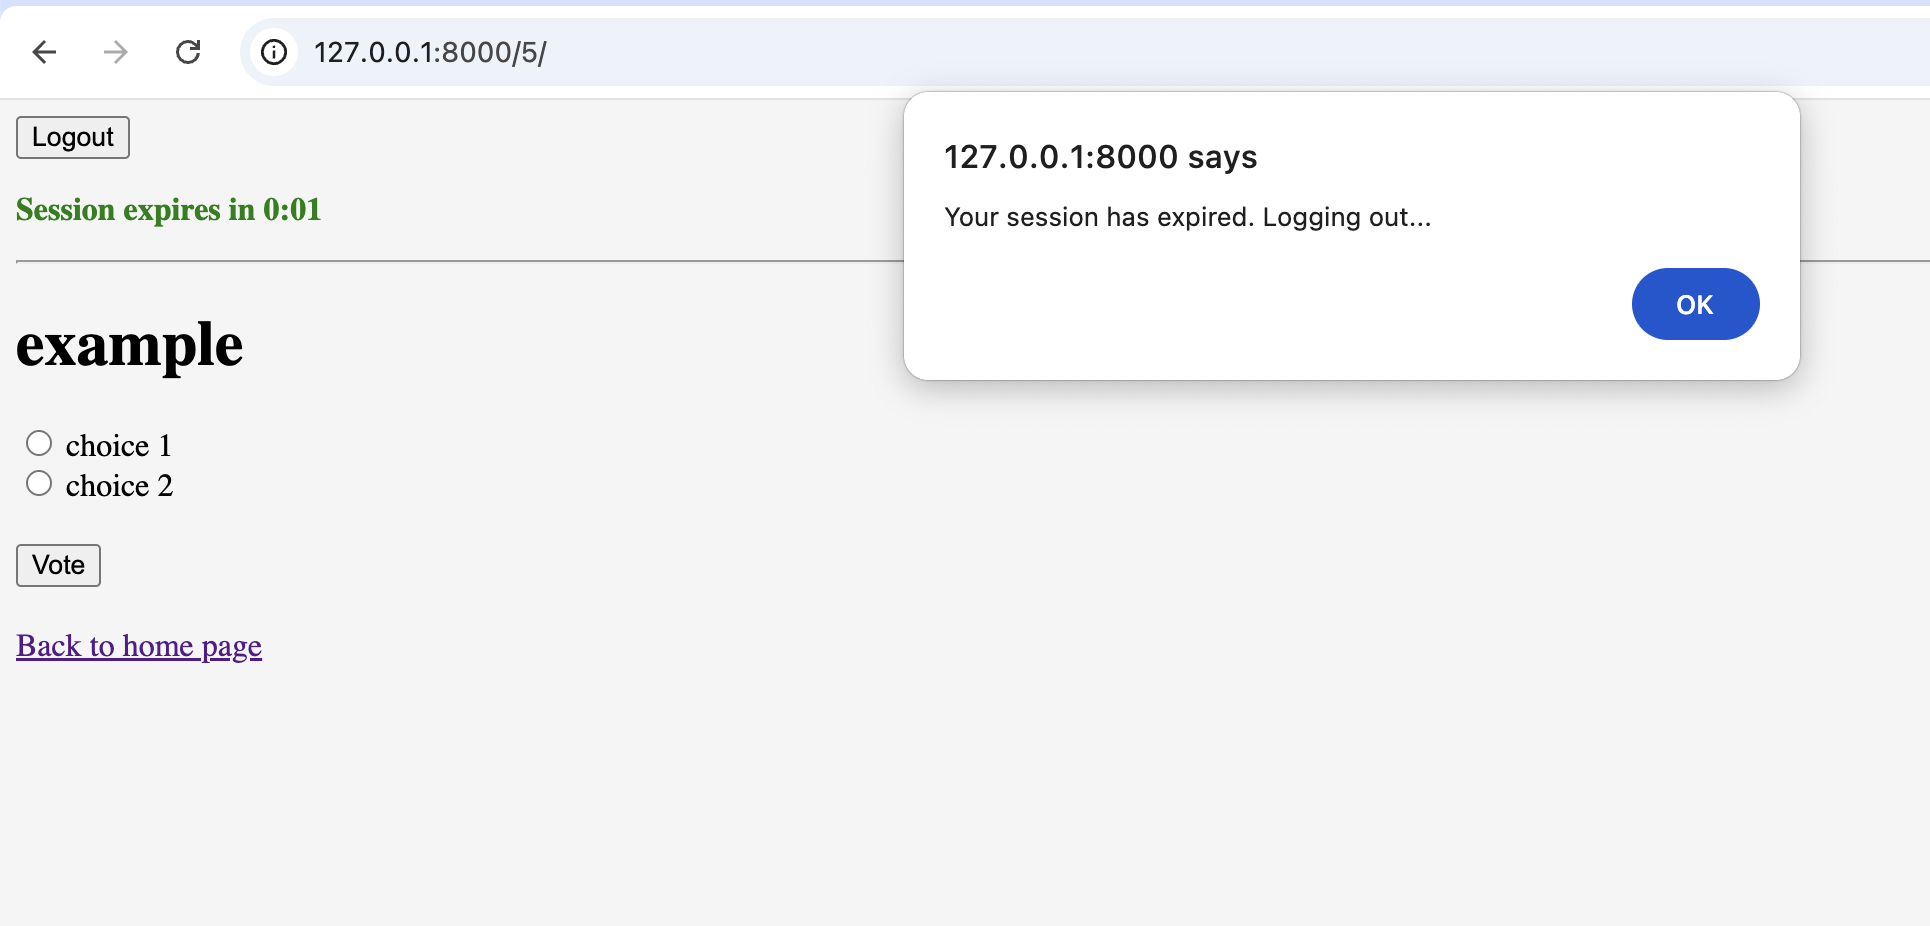 127.0.0.1:8000/5/
Logout
Session expires in 0:01
127.0.0.1:8000 says
Your session has expired. Logging out...
OK
example
choice 1
choice 2
Vote
Back to home page